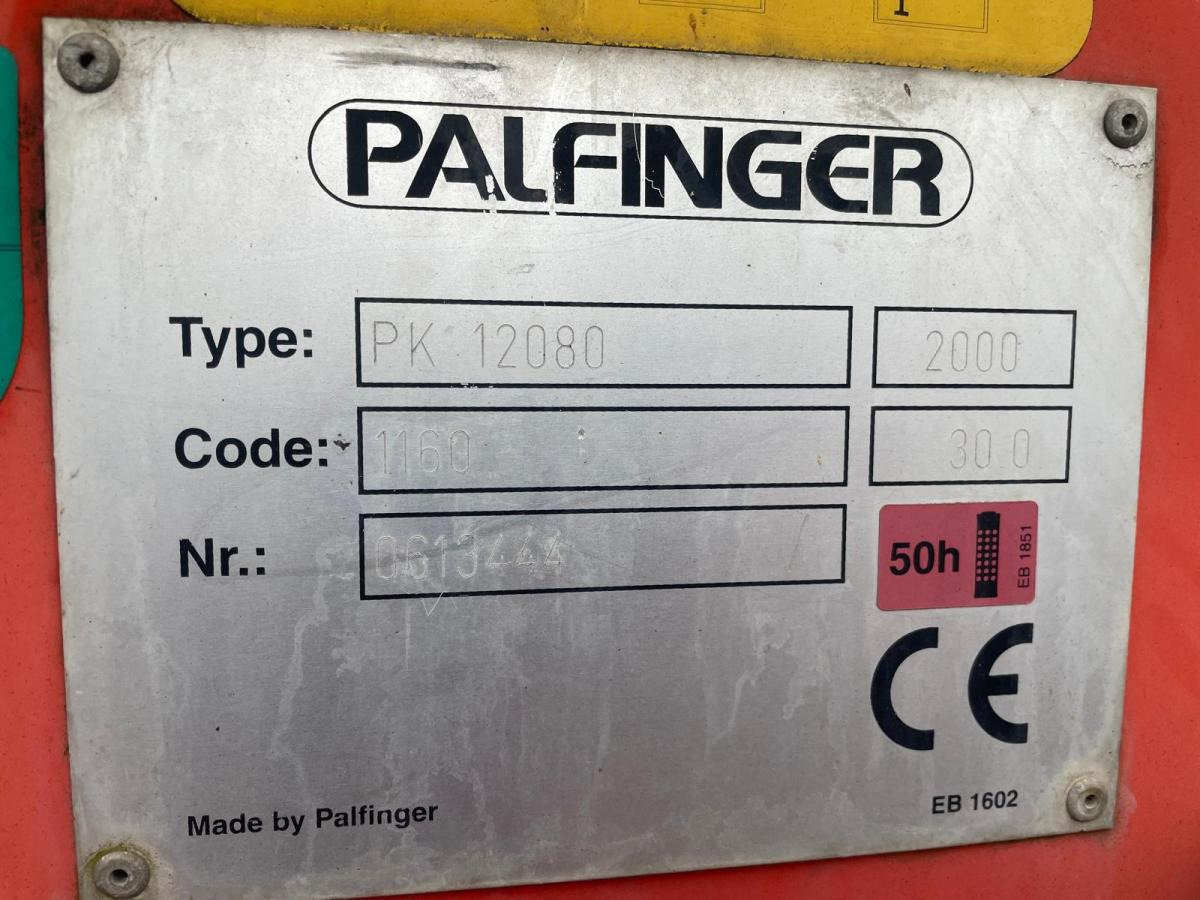 PALFINGER
Type: PK 12080 2000
Code: 1160 30.0
Nr.: 0613444
50h EB 1851
CE
Made by Palfinger
EB 1602